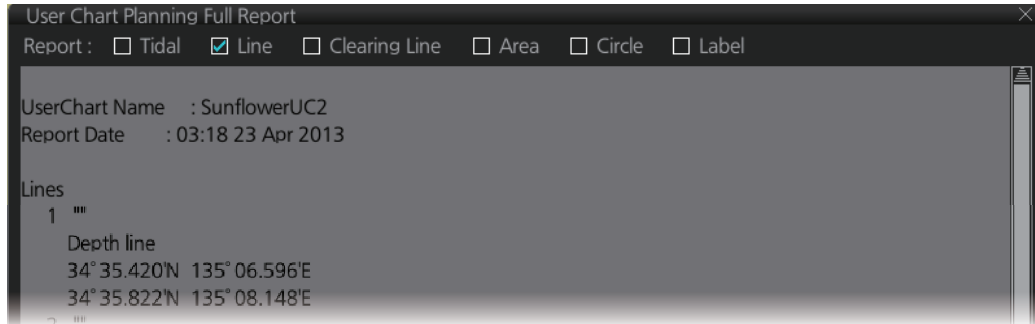 User Chart Planning Full Report
Report : Tidal Line Clearing Line Area Circle Label
UserChart Name : SunflowerUC2
Report Date : 03:18 23 Apr 2013
Lines
1 ""
Depth line
34°35.420'N 135°06.596'E
34°35.822'N 135°08.148'E
2 ""